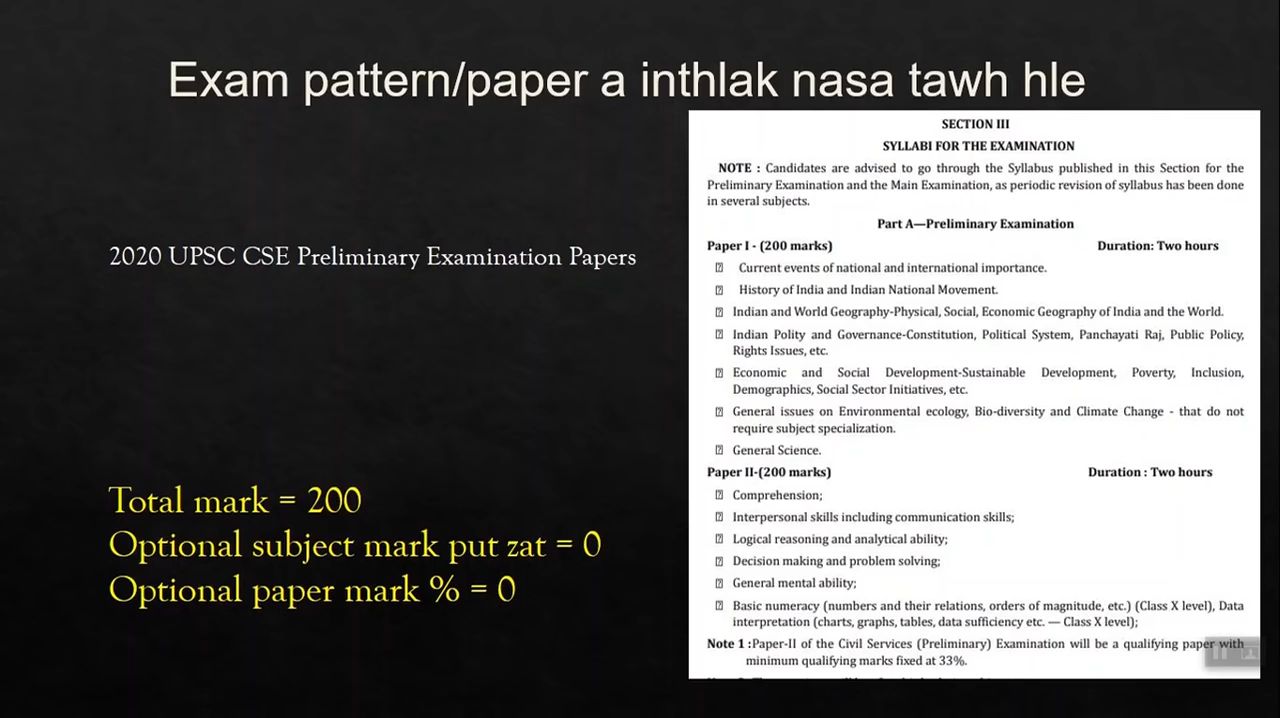 Exam pattern/paper a inthlak nasa tawh hle
2020 UPSC CSE Preliminary Examination Papers
Total mark = 200
Optional subject mark put zat = 0
Optional paper mark % = 0
SECTION III
SYLLABI FOR THE EXAMINATION
NOTE : Candidates are advised to go through the Syllabus published in this Section for the
Preliminary Examination and the Main Examination, as periodic revision of syllabus has been done
in several subjects.
Part A—Preliminary Examination
Paper I - (200 marks) Duration: Two hours
Current events of national and international importance.
History of India and Indian National Movement.
Indian and World Geography-Physical, Social, Economic Geography of India and the World.
Indian Polity and Governance-Constitution, Political System, Panchayati Raj, Public Policy,
Rights Issues, etc.
Economic and Social Development-Sustainable Development, Poverty, Inclusion,
Demographics, Social Sector Initiatives, etc.
General issues on Environmental ecology, Bio-diversity and Climate Change - that do not
require subject specialization.
General Science.
Paper II-(200 marks) Duration : Two hours
Comprehension;
Interpersonal skills including communication skills;
Logical reasoning and analytical ability;
Decision making and problem solving;
General mental ability;
Basic numeracy (numbers and their relations, orders of magnitude, etc.) (Class X level), Data
interpretation (charts, graphs, tables, data sufficiency etc. — Class X level);
Note 1 :Paper-II of the Civil Services (Preliminary) Examination will be a qualifying paper with
minimum qualifying marks fixed at 33%.